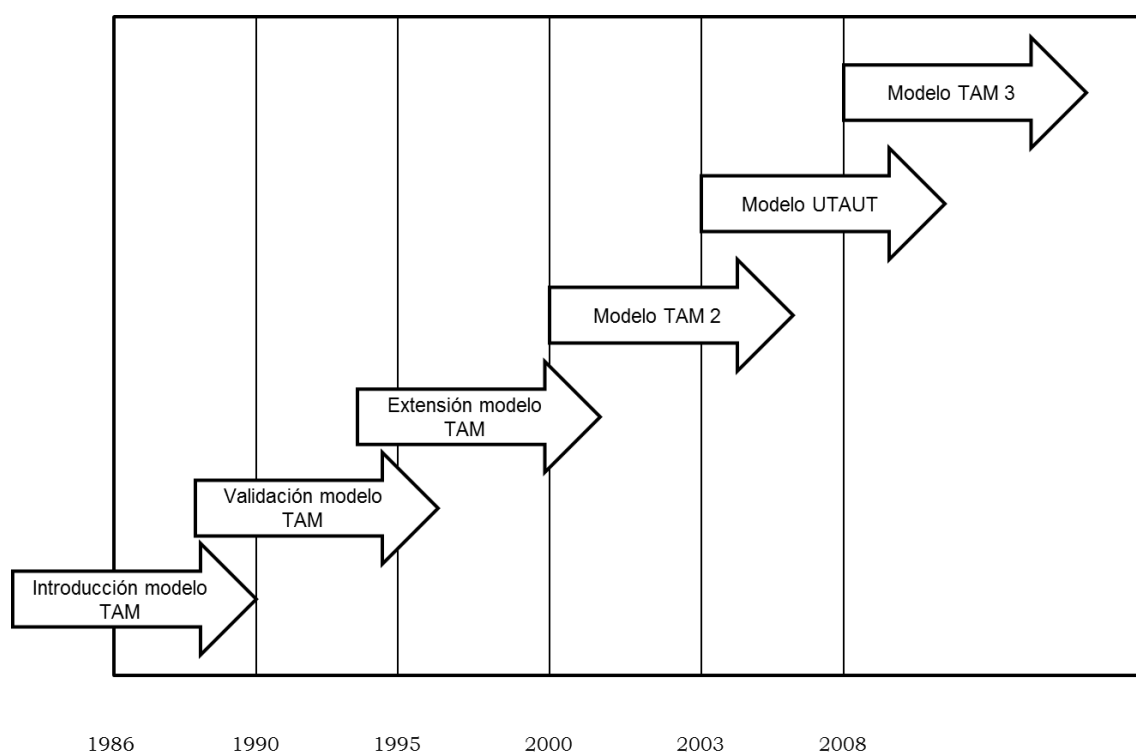 Modelo TAM 3
Modelo UTAUT
Modelo TAM 2
Extensión modelo
TAM
Validación modelo
TAM
Introducción modelo
TAM
1986 1990 1995 2000 2003 2008